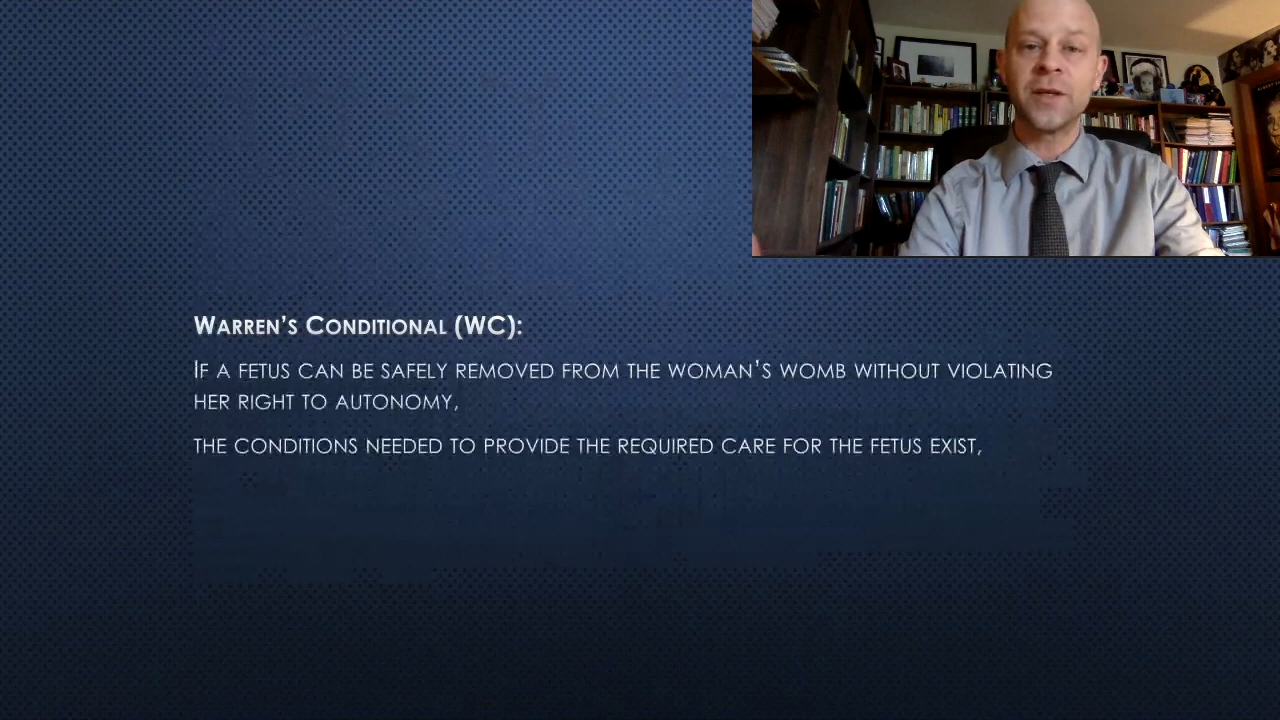 WARREN'S CONDITIONAL (WC):
IF A FETUS CAN BE SAFELY REMOVED FROM THE WOMAN'S WOMB WITHOUT VIOLATING
HER RIGHT TO AUTONOMY,
THE CONDITIONS NEEDED TO PROVIDE THE REQUIRED CARE FOR THE FETUS EXIST,